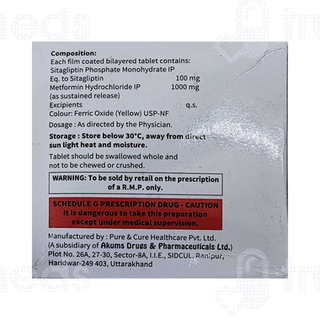 Composition:
Each film coated bilayered tablet contains:
Sitagliptin Phosphate Monohydrate IP
Eq. to Sitagliptin 100 mg
Metformin Hydrochloride IP 1000 mg
(as sustained release)
Excipients q.s.
Colour: Ferric Oxide (Yellow) USP-NF
Dosage : As directed by the Physician.
Storage : Store below 30°C, away from direct
sun light heat and moisture.
Tablet should be swallowed whole and
not to be chewed or crushed.
WARNING: To be sold by retail on the prescription
of a R.M.P. only.
SCHEDULE G PRESCRIPTION DRUG - CAUTION
It is dangerous to take this preparation
except under medical supervision.
Manufactured by : Pure & Cure Healthcare Pvt. Ltd.
(A subsidiary of Akums Drugs & Pharmaceuticals Ltd.)
Plot No. 26A, 27-30, Sector-8A, I.I.E., SIDCUL, Ranipur,
Haridwar-249 403, Uttarakhand